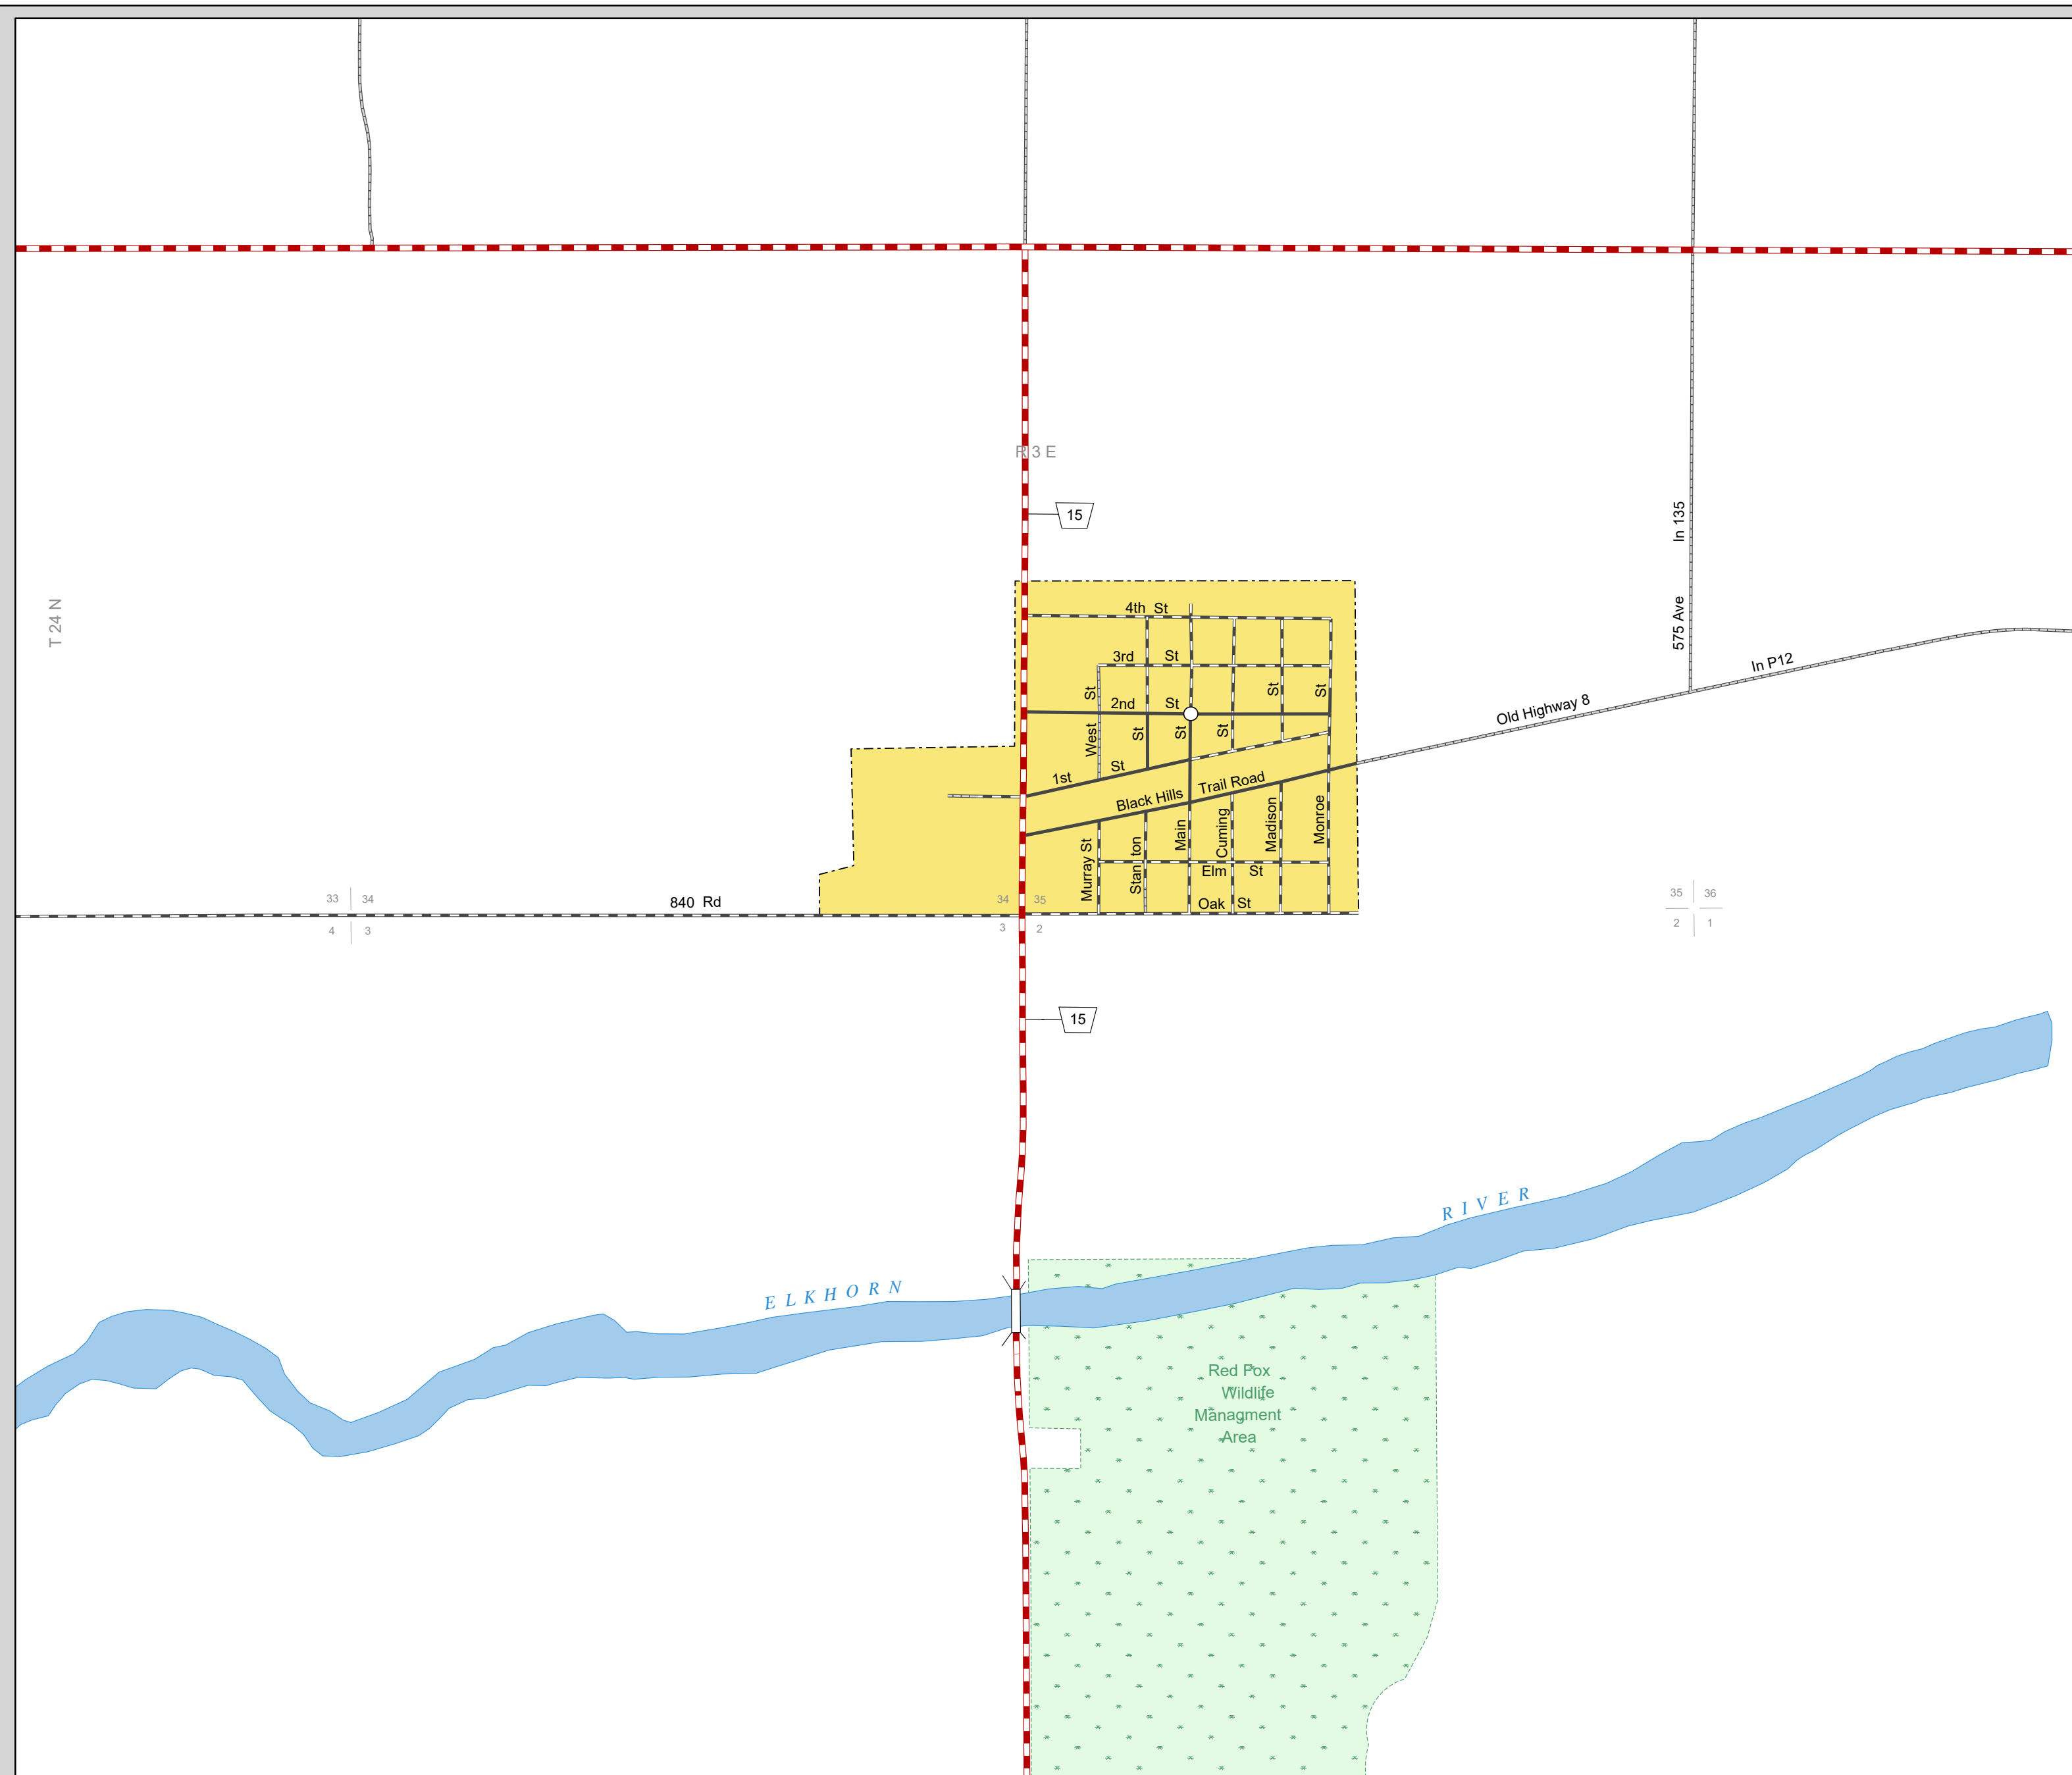 R 3 E
15
In 135
T 24 N
575 Ave
4th St
3rd St
In P12
West St
2nd St
St
St
St
St
St
Old Highway 8
1st St
Black Hills Trail Road
Murray St
Stanton
Main
Cuming
Madison
Monroe
Elm St
33 34
4 3
840 Rd
34 35
3 2
Oak St
35 36
2 1
15
ELKHORN
RIVER
Red Fox
Wildlife
Managment
Area